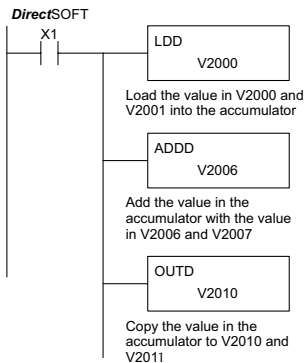 DirectSOFT
X1
LDD
V2000
Load the value in V2000 and
V2001 into the accumulator
ADDD
V2006
Add the value in the
accumulator with the value
in V2006 and V2007
OUTD
V2010
Copy the value in the
accumulator to V2010 and
V2011